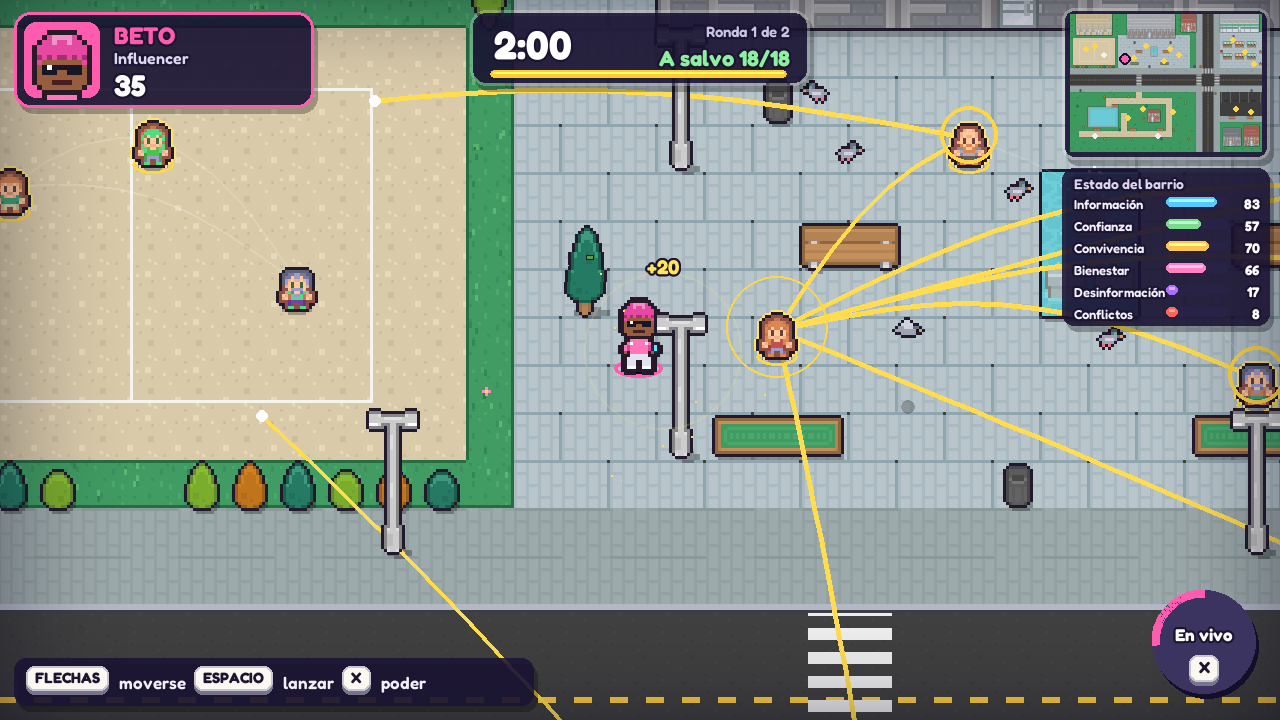 BETO
Influencer
35
2:00
Ronda 1 de 2
A salvo 18/18
Estado del barrio
Información 83
Confianza 57
Convivencia 70
Bienestar 66
Desinformación 17
Conflictos 8
+20
En vivo
X
FLECHAS moverse ESPACIO lanzar X poder